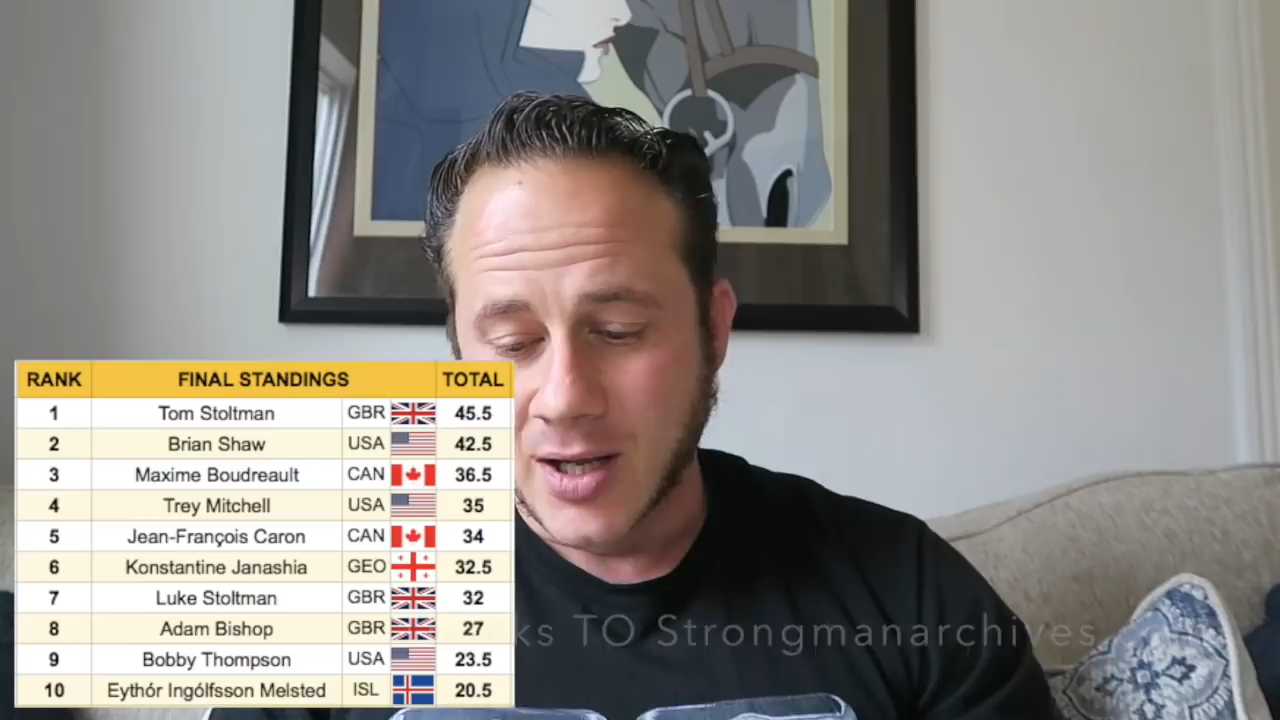 RANK FINAL STANDINGS TOTAL
1 Tom Stoltman GBR 45.5
2 Brian Shaw USA 42.5
3 Maxime Boudreault CAN 36.5
4 Trey Mitchell USA 35
5 Jean-François Caron CAN 34
6 Konstantine Janashia GEO 32.5
7 Luke Stoltman GBR 32
8 Adam Bishop GBR 27
9 Bobby Thompson USA 23.5
10 Eythór Ingólfsson Melsted ISL 20.5
TO Strongmanarchives